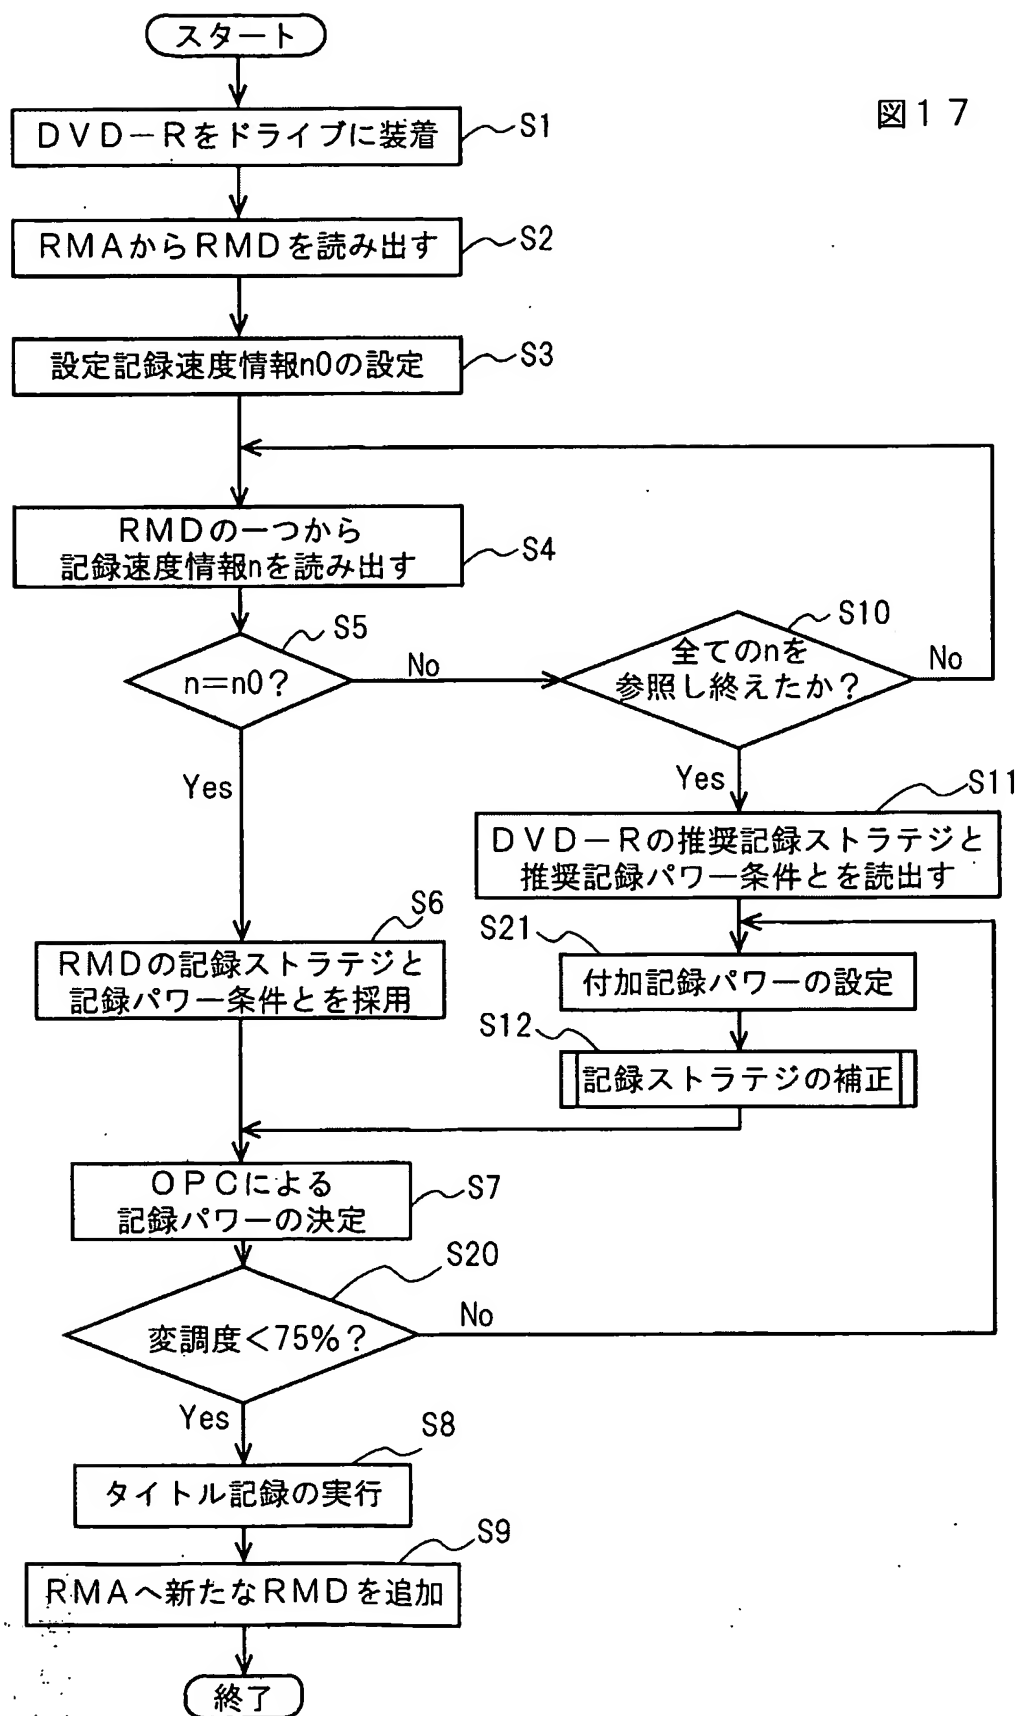 スタート
図17
DVD-Rをドライブに装着
S1
RMAからRMDを読み出す
S2
設定記録速度情報n0の設定
S3
RMDの一つから
記録速度情報nを読み出す
S4
S5
n=n0?
No
S10
全てのnを
参照し終えたか?
No
Yes
Yes
S11
DVD-Rの推奨記録ストラテジと
推奨記録パワー条件とを読出す
S6
RMDの記録ストラテジと
記録パワー条件とを採用
S21
付加記録パワーの設定
S12
記録ストラテジの補正
OPCによる
記録パワーの決定
S7
S20
変調度<75%?
No
Yes
S8
タイトル記録の実行
S9
RMAへ新たなRMDを追加
終了